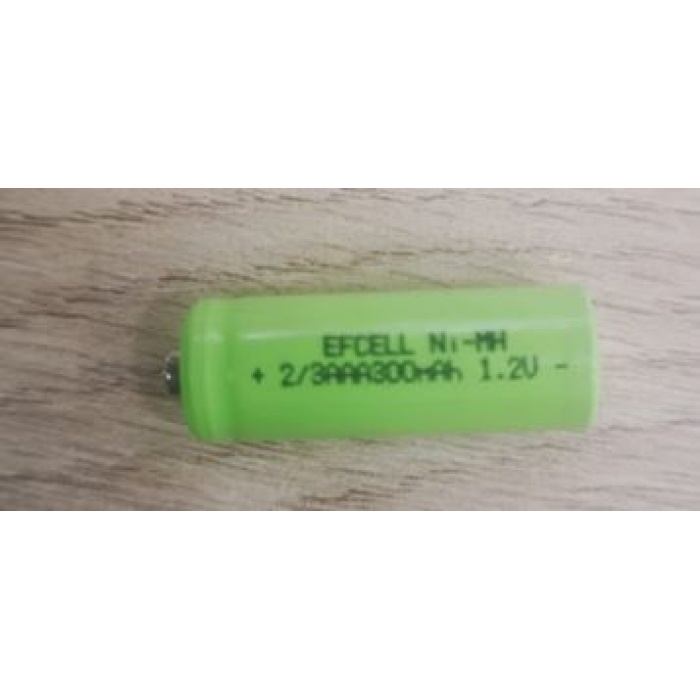 EFCELL Ni-MH
+ 2/3AAA300mAh 1.2V -